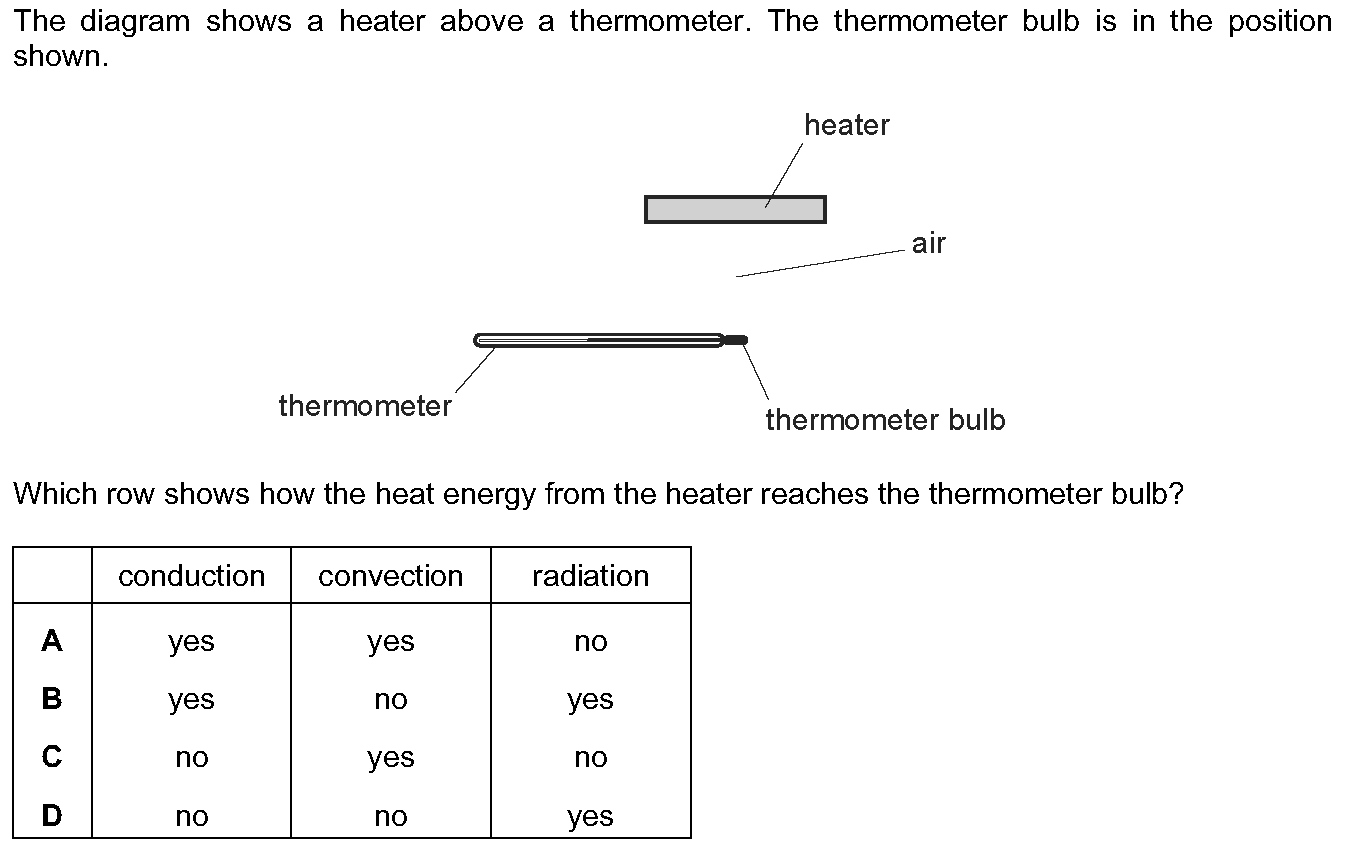 The diagram shows a heater above a thermometer. The thermometer bulb is in the position
shown.
heater
air
thermometer
thermometer bulb
Which row shows how the heat energy from the heater reaches the thermometer bulb?
conduction convection radiation
A yes yes no
B yes no yes
C no yes no
D no no yes